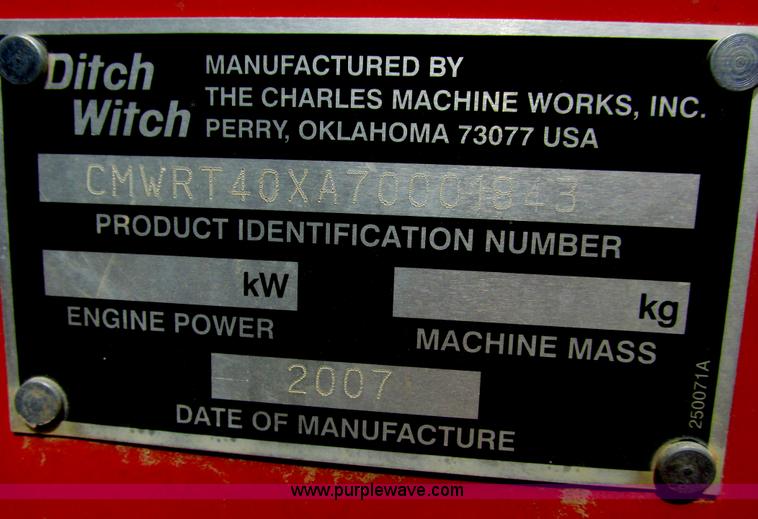 Ditch Witch
MANUFACTURED BY
THE CHARLES MACHINE WORKS, INC.
PERRY, OKLAHOMA 73077 USA
CMWRT40XA70001843
PRODUCT IDENTIFICATION NUMBER
kW
ENGINE POWER
kg
MACHINE MASS
2007
DATE OF MANUFACTURE
250071A
www.purplewave.com